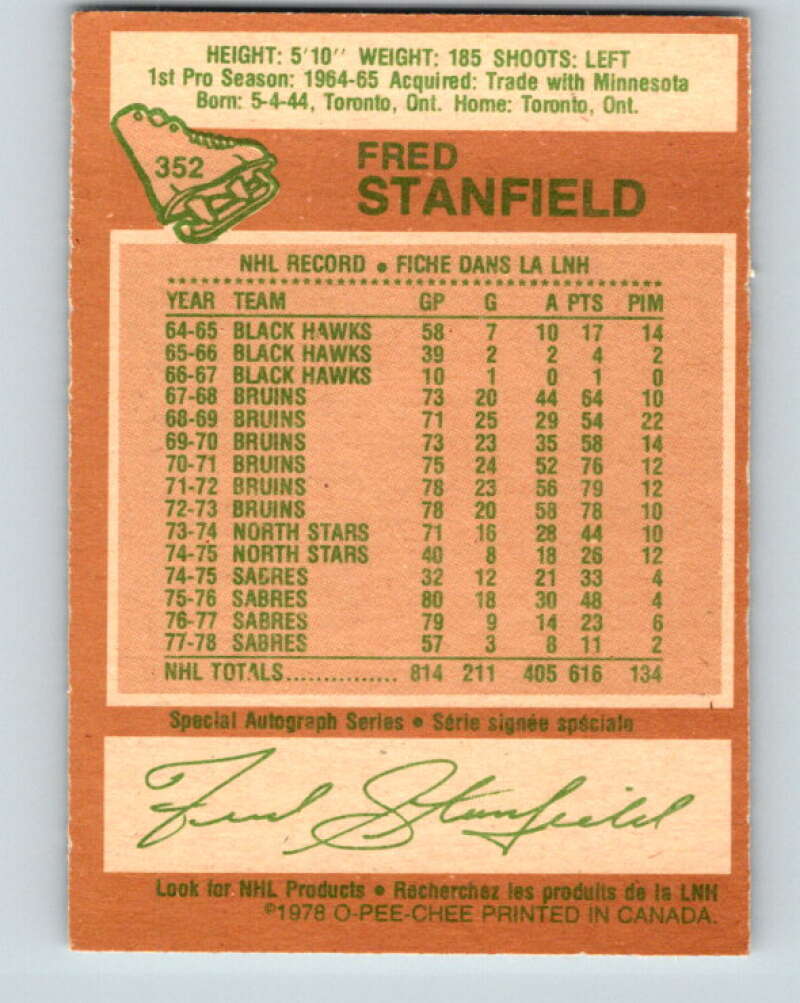 HEIGHT: 5'10'' WEIGHT: 185 SHOOTS: LEFT
1st Pro Season: 1964-65 Acquired: Trade with Minnesota
Born: 5-4-44, Toronto, Ont. Home: Toronto, Ont.
352
FRED
STANFIELD
NHL RECORD • FICHE DANS LA LNH
YEAR TEAM GP G A PTS PIM
64-65 BLACK HAWKS 58 7 10 17 14
65-66 BLACK HAWKS 39 2 2 4 2
66-67 BLACK HAWKS 10 1 0 1 0
67-68 BRUINS 73 20 44 64 10
68-69 BRUINS 71 25 29 54 22
69-70 BRUINS 73 23 35 58 14
70-71 BRUINS 75 24 52 76 12
71-72 BRUINS 78 23 56 79 12
72-73 BRUINS 78 20 58 78 10
73-74 NORTH STARS 71 16 28 44 10
74-75 NORTH STARS 40 8 18 26 12
74-75 SABRES 32 12 21 33 4
75-76 SABRES 80 18 30 48 4
76-77 SABRES 79 9 14 23 6
77-78 SABRES 57 3 8 11 2
NHL TOTALS................ 814 211 405 616 134
Special Autograph Series • Série signée spéciale
Fred Stanfield
Look for NHL Products • Recherchez les produits de la LNH
©1978 O-PEE-CHEE PRINTED IN CANADA.